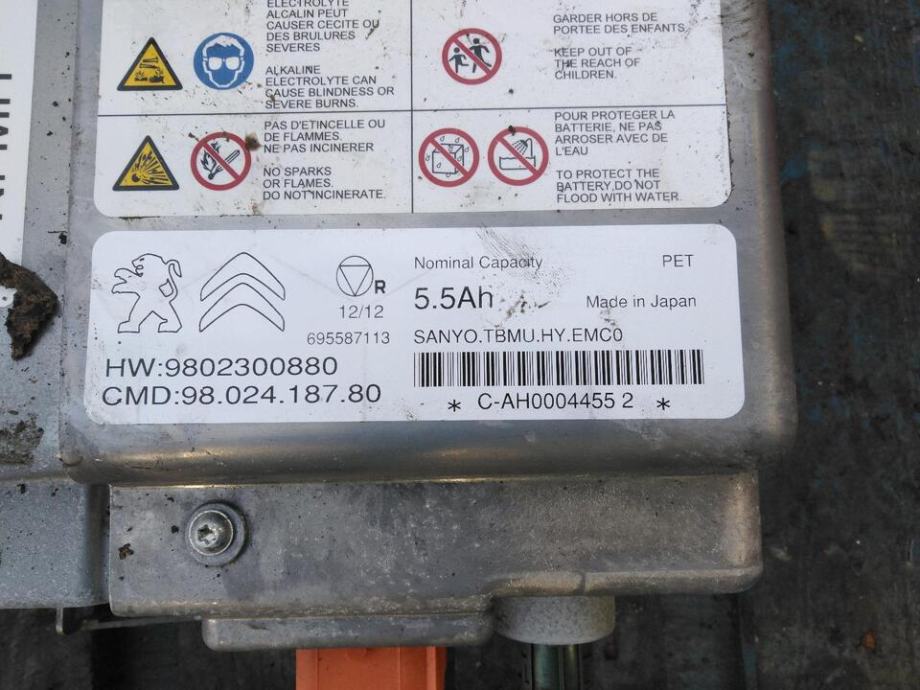 ELECTROLYTE
ALCALIN PEUT
CAUSER CECITE OU
DES BRULURES
SEVERES
ALKALINE
ELECTROLYTE CAN
CAUSE BLINDNESS OR
SEVERE BURNS.
GARDER HORS DE
PORTEE DES ENFANTS.
KEEP OUT OF
THE REACH OF
CHILDREN.
PAS D'ETINCELLE OU
DE FLAMMES.
NE PAS INCINERER
NO SPARKS
OR FLAMES.
DO NOT INCINERATE.
POUR PROTEGER LA
BATTERIE, NE PAS
ARROSER AVEC DE
L'EAU
TO PROTECT THE
BATTERY,DO NOT
FLOOD WITH WATER.
R
12/12
695587113
HW:9802300880
CMD:98.024.187.80
Nominal Capacity
PET
5.5Ah
Made in Japan
SANYO.TBMU.HY.EMC0
* C-AH0004455 2 *